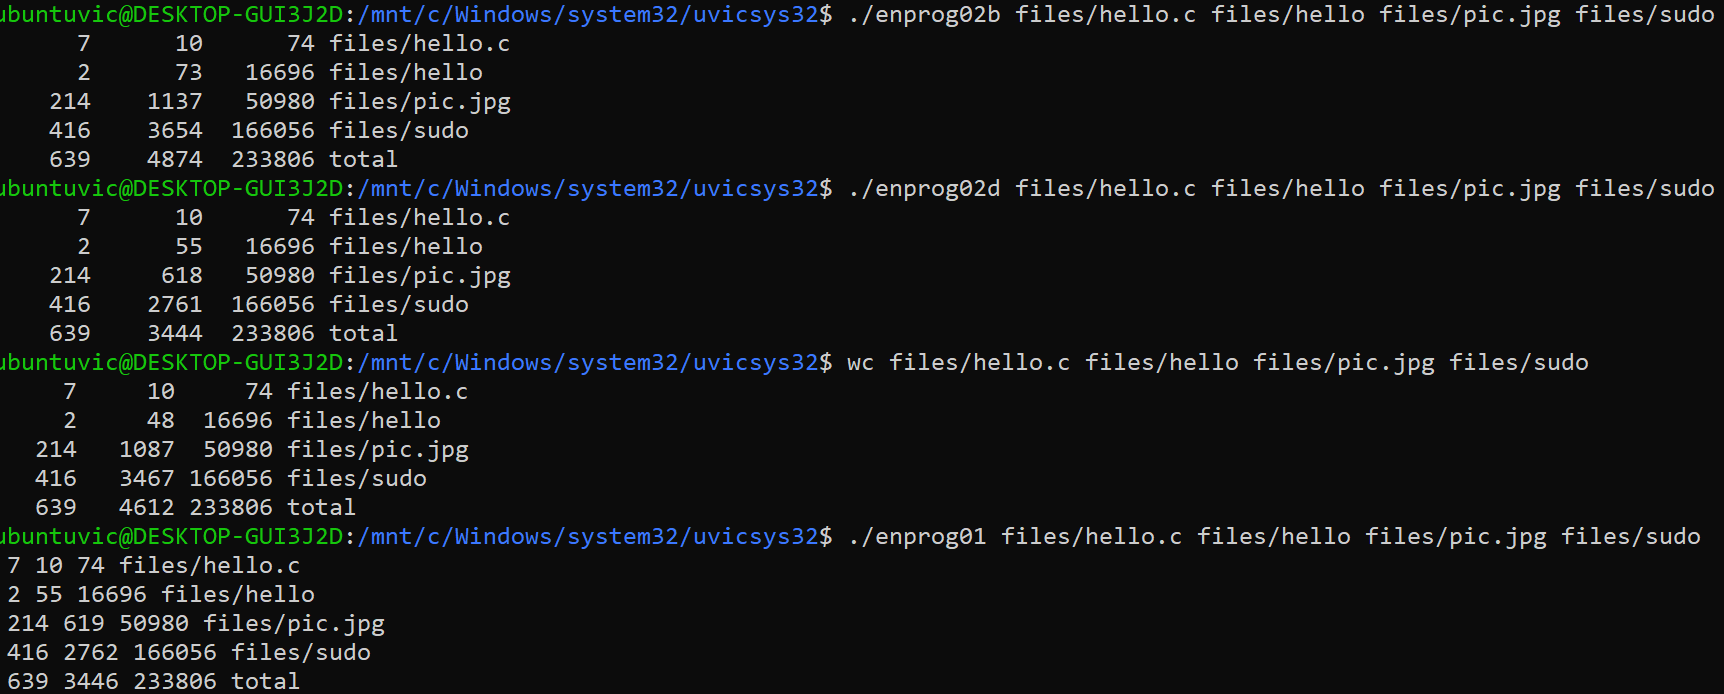 ubuntuvic@DESKTOP-GUI3J2D:/mnt/c/Windows/system32/uvicsys32$ ./enprog02b files/hello.c files/hello files/pic.jpg files/sudo
7 10 74 files/hello.c
2 73 16696 files/hello
214 1137 50980 files/pic.jpg
416 3654 166056 files/sudo
639 4874 233806 total
ubuntuvic@DESKTOP-GUI3J2D:/mnt/c/Windows/system32/uvicsys32$ ./enprog02d files/hello.c files/hello files/pic.jpg files/sudo
7 10 74 files/hello.c
2 55 16696 files/hello
214 618 50980 files/pic.jpg
416 2761 166056 files/sudo
639 3444 233806 total
ubuntuvic@DESKTOP-GUI3J2D:/mnt/c/Windows/system32/uvicsys32$ wc files/hello.c files/hello files/pic.jpg files/sudo
7 10 74 files/hello.c
2 48 16696 files/hello
214 1087 50980 files/pic.jpg
416 3467 166056 files/sudo
639 4612 233806 total
ubuntuvic@DESKTOP-GUI3J2D:/mnt/c/Windows/system32/uvicsys32$ ./enprog01 files/hello.c files/hello files/pic.jpg files/sudo
7 10 74 files/hello.c
2 55 16696 files/hello
214 619 50980 files/pic.jpg
416 2762 166056 files/sudo
639 3446 233806 total